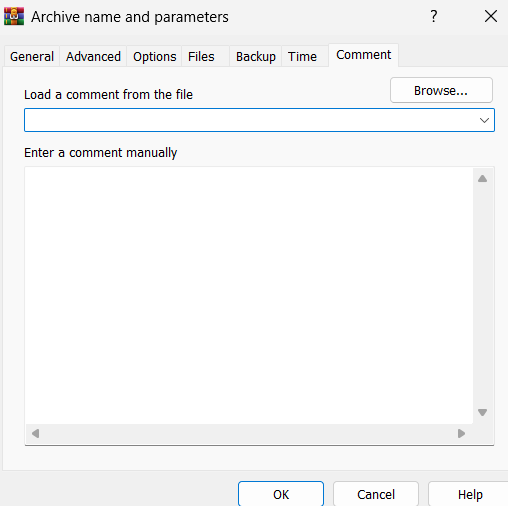 Archive name and parameters ?
General Advanced Options Files Backup Time Comment
Load a comment from the file Browse...
Enter a comment manually
OK Cancel Help